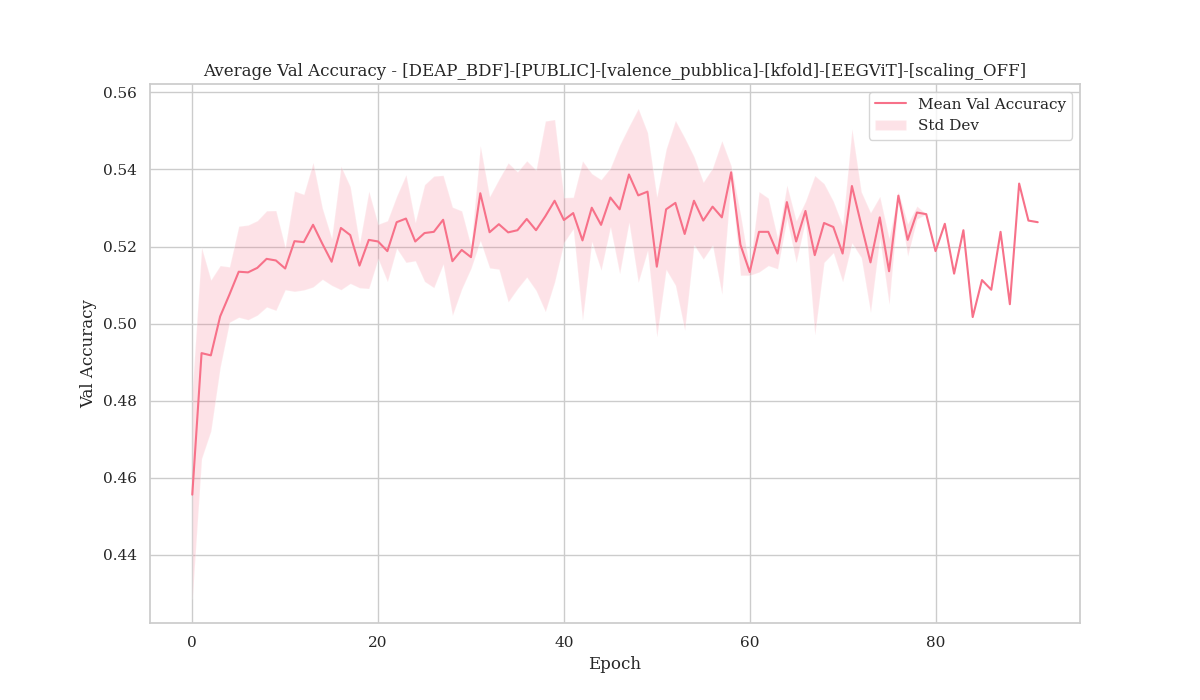 Average Val Accuracy - [DEAP_BDF]-[PUBLIC]-[valence_pubblica]-[kfold]-[EEGViT]-[scaling_OFF]
0.56
0.54
0.52
0.50
0.48
0.46
0.44
Val Accuracy
Mean Val Accuracy
Std Dev
0
20
40
60
80
Epoch